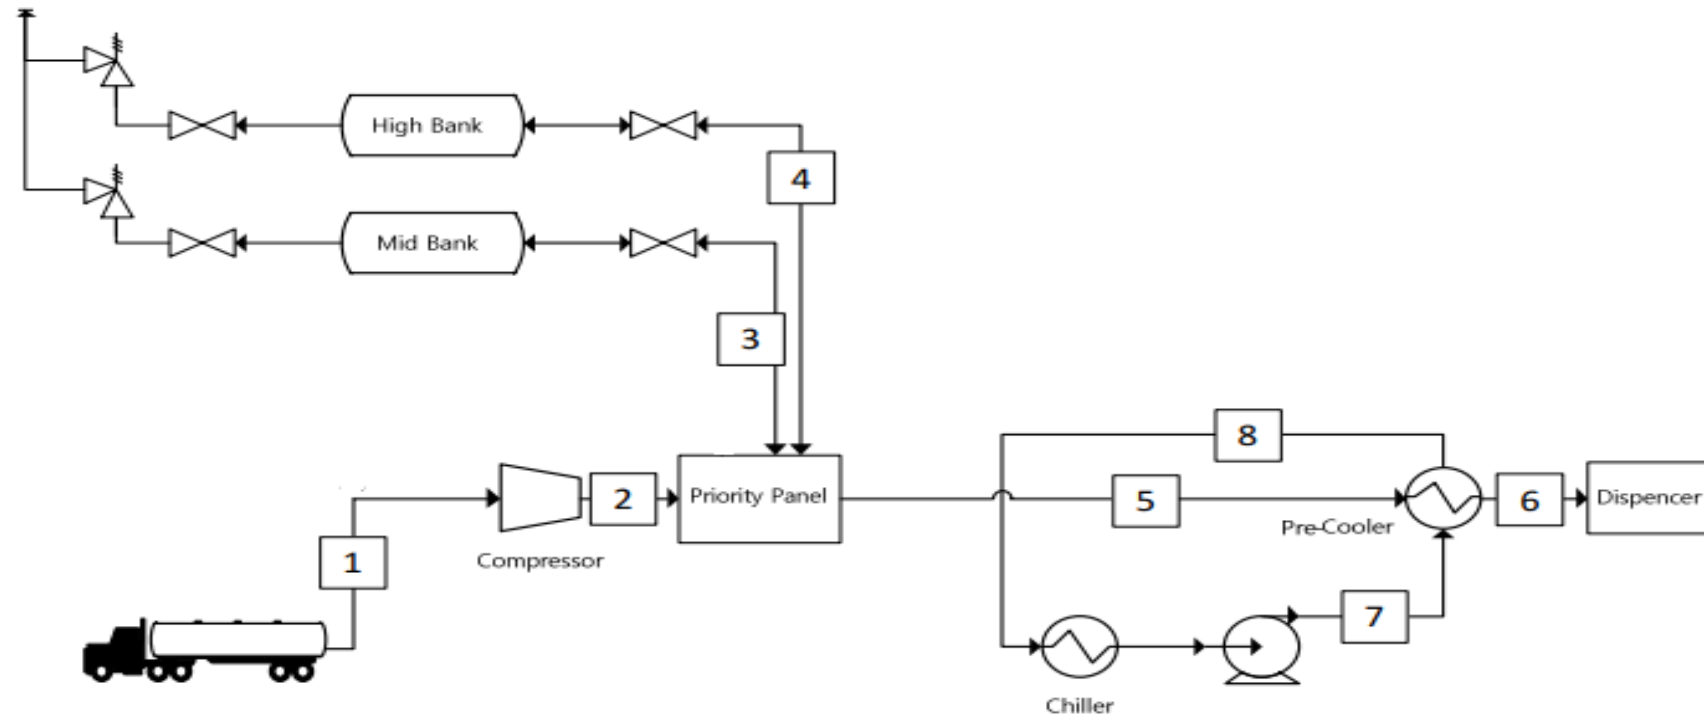 High Bank
4
Mid Bank
3
8
2
Priority Panel
5
6
Dispencer
Pre-Cooler
Compressor
1
7
Chiller